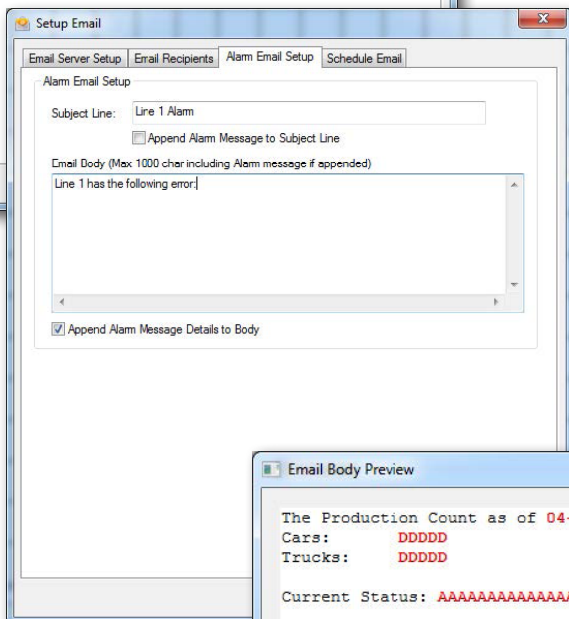 Setup Email
Email Server Setup
Email Recipients
Alarm Email Setup
Schedule Email
Alarm Email Setup
Subject Line:
Line 1 Alarm
Append Alarm Message to Subject Line
Email Body (Max 1000 char including Alarm message if appended)
Line 1 has the following error:
Append Alarm Message Details to Body
Email Body Preview
The Production Count as of 04-
Cars: DDDDD
Trucks: DDDDD
Current Status: AAAAAAAAAAAAAA